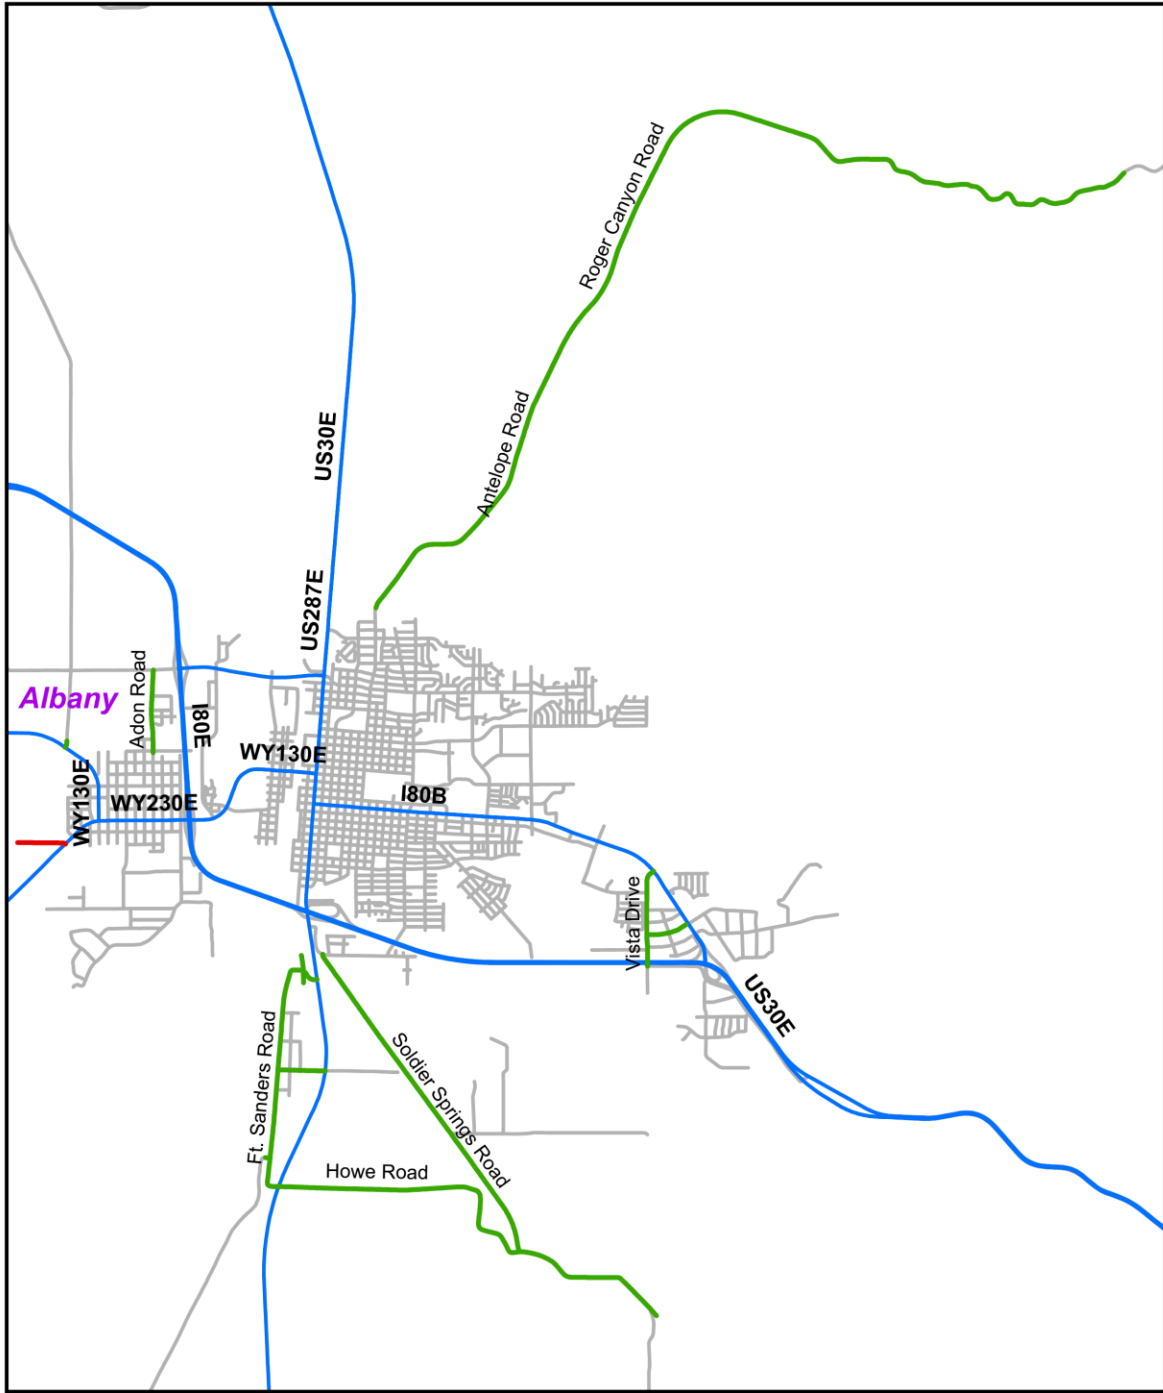 Roger Canyon Road
US30E
Antelope Road
US287E
Adon Road
Albany
I80E
WY130E
WY130E
WY230E
I80B
Vista Drive
US30E
Ft. Sanders Road
Soldier Springs Road
Howe Road